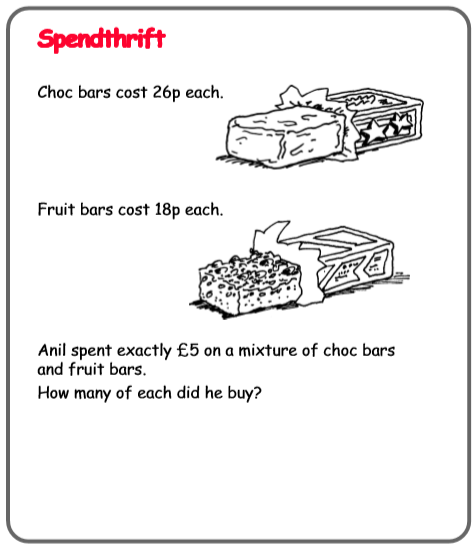 Spendthrift
Choc bars cost 26p each.
Fruit bars cost 18p each.
Anil spent exactly £5 on a mixture of choc bars
and fruit bars.
How many of each did he buy?